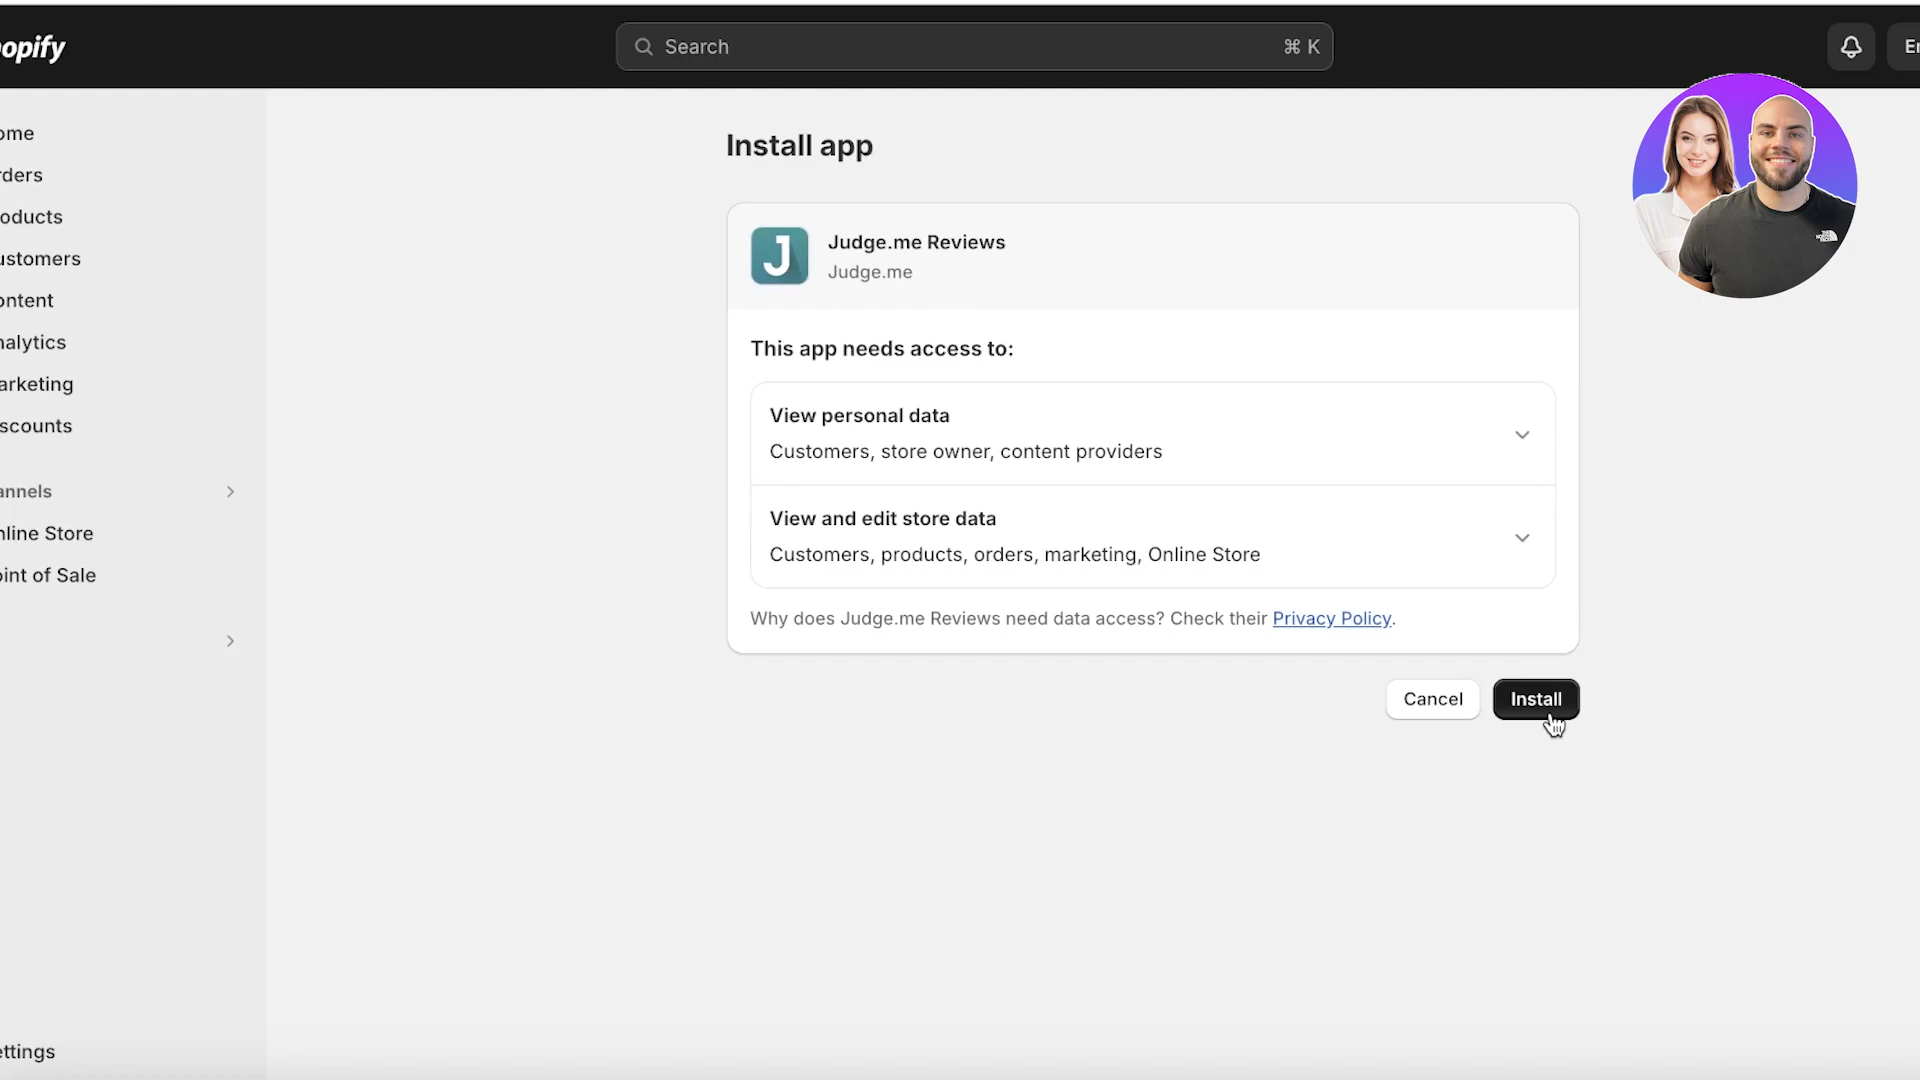 opify
Search
⌘ K
Er
ome
rders
oducts
ustomers
ontent
nalytics
arketing
scounts
annels
nline Store
oint of Sale
ettings
Install app
J
Judge.me Reviews
Judge.me
This app needs access to:
View personal data
Customers, store owner, content providers
View and edit store data
Customers, products, orders, marketing, Online Store
Why does Judge.me Reviews need data access? Check their Privacy Policy.
Cancel
Install